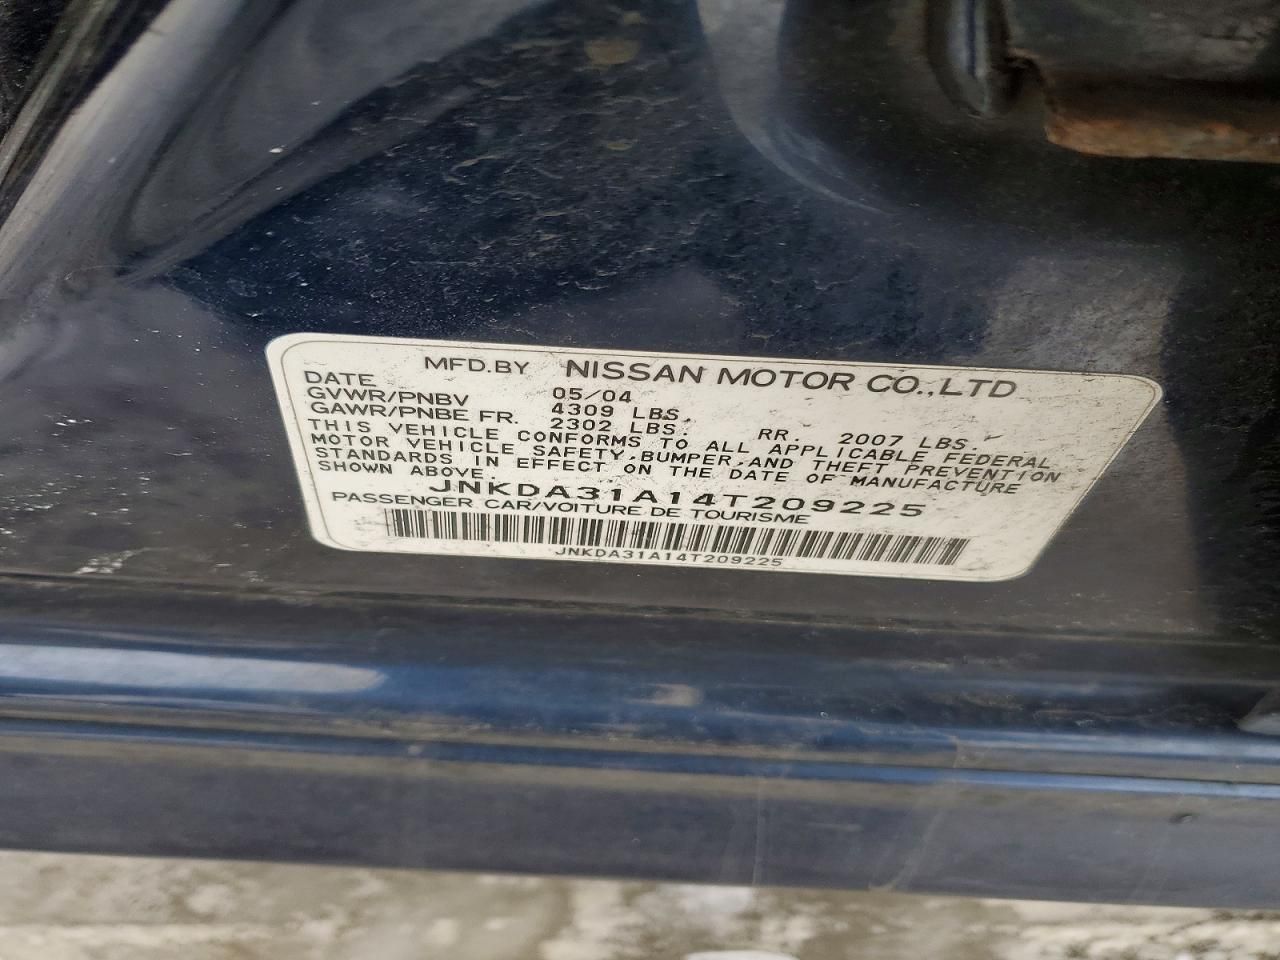 MFD.BY NISSAN MOTOR CO.,LTD
DATE 05/04
GVWR/PNBV 4309 LBS.
GAWR/PNBE FR. 2302 LBS. RR. 2007 LBS.
THIS VEHICLE CONFORMS TO ALL APPLICABLE FEDERAL
MOTOR VEHICLE SAFETY,BUMPER,AND THEFT PREVENTION
STANDARDS IN EFFECT ON THE DATE OF MANUFACTURE
SHOWN ABOVE.
JNKDA31A14T209225
PASSENGER CAR/VOITURE DE TOURISME
JNKDA31A14T209225